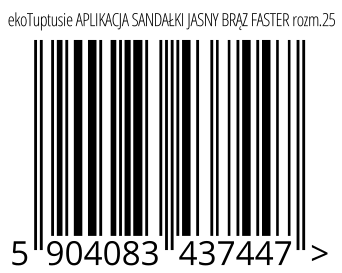 ekoTuptusie APLIKACJA SANDAŁKI JASNY BRĄZ FASTER rozm.25
5 904083 437447 >